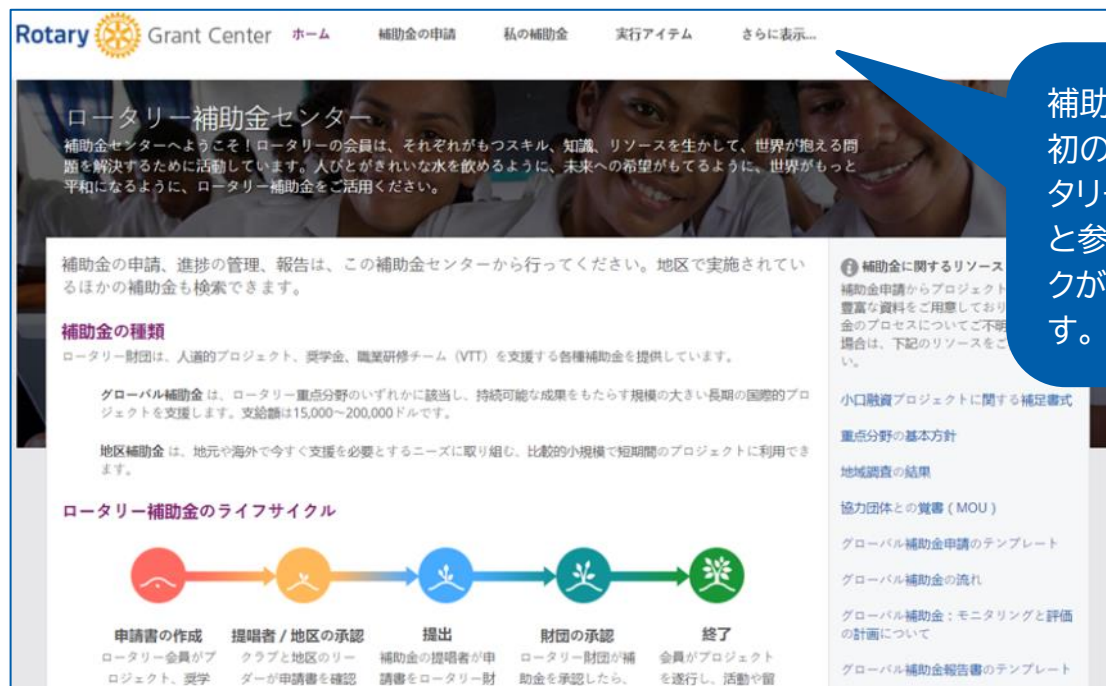 Rotary Grant Center ホーム 補助金の申請 私の補助金 実行アイテム さらに表示...
ロータリー補助金センター
補助金センターへようこそ！ロータリーの会員は、それぞれがもつスキル、知識、リソースを生かして、世界が抱える問
題を解決するために活動しています。人びとがきれいな水を飲めるように、未来への希望がもてるように、世界がもっと
平和になるように、ロータリー補助金をご活用ください。
補助金の申請、進捗の管理、報告は、この補助金センターから行ってください。地区で実施されてい
るほかの補助金も検索できます。
補助金の種類
ロータリー財団は、人道的プロジェクト、奨学金、職業研修チーム（VTT）を支援する各種補助金を提供しています。
グローバル補助金 は、ロータリー重点分野のいずれかに該当し、持続可能な成果をもたらす規模の大きい長期の国際的プロ
ジェクトを支援します。支給額は15,000～200,000ドルです。
地区補助金 は、地元や海外で今すぐ支援を必要とするニーズに取り組む、比較的小規模で短期間のプロジェクトに利用でき
ます。
ロータリー補助金のライフサイクル
申請書の作成
ロータリー会員がプ
ロジェクト、奨学
提唱者 / 地区の承認
クラブと地区のリー
ダーが申請書を確認
提出
補助金の提唱者が申
請書をロータリー財
財団の承認
ロータリー財団が補
助金を承認したら、
終了
会員がプロジェクト
を遂行し、活動や留
補助金に関するリソース
補助金申請からプロジェクト
豊富な資料をご用意しており
金のプロセスについてご不明
場合は、下記のリソースをご
い。
小口融資プロジェクトに関する補足書式
重点分野の基本方針
地域調査の結果
協力団体との覚書 ( MOU )
グローバル補助金申請のテンプレート
グローバル補助金の流れ
グローバル補助金：モニタリングと評価
の計画について
グローバル補助金報告書のテンプレート
補助
初の
タリー
と参
クが
す。